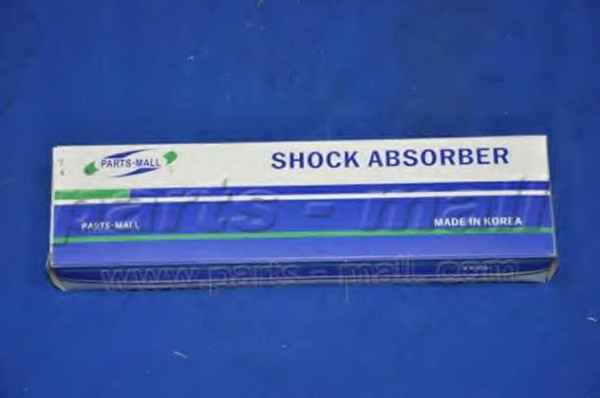 PARTS-MALL
SHOCK ABSORBER
parts - mall
PARTS-MALL
MADE IN KOREA
www.parts-mall.com